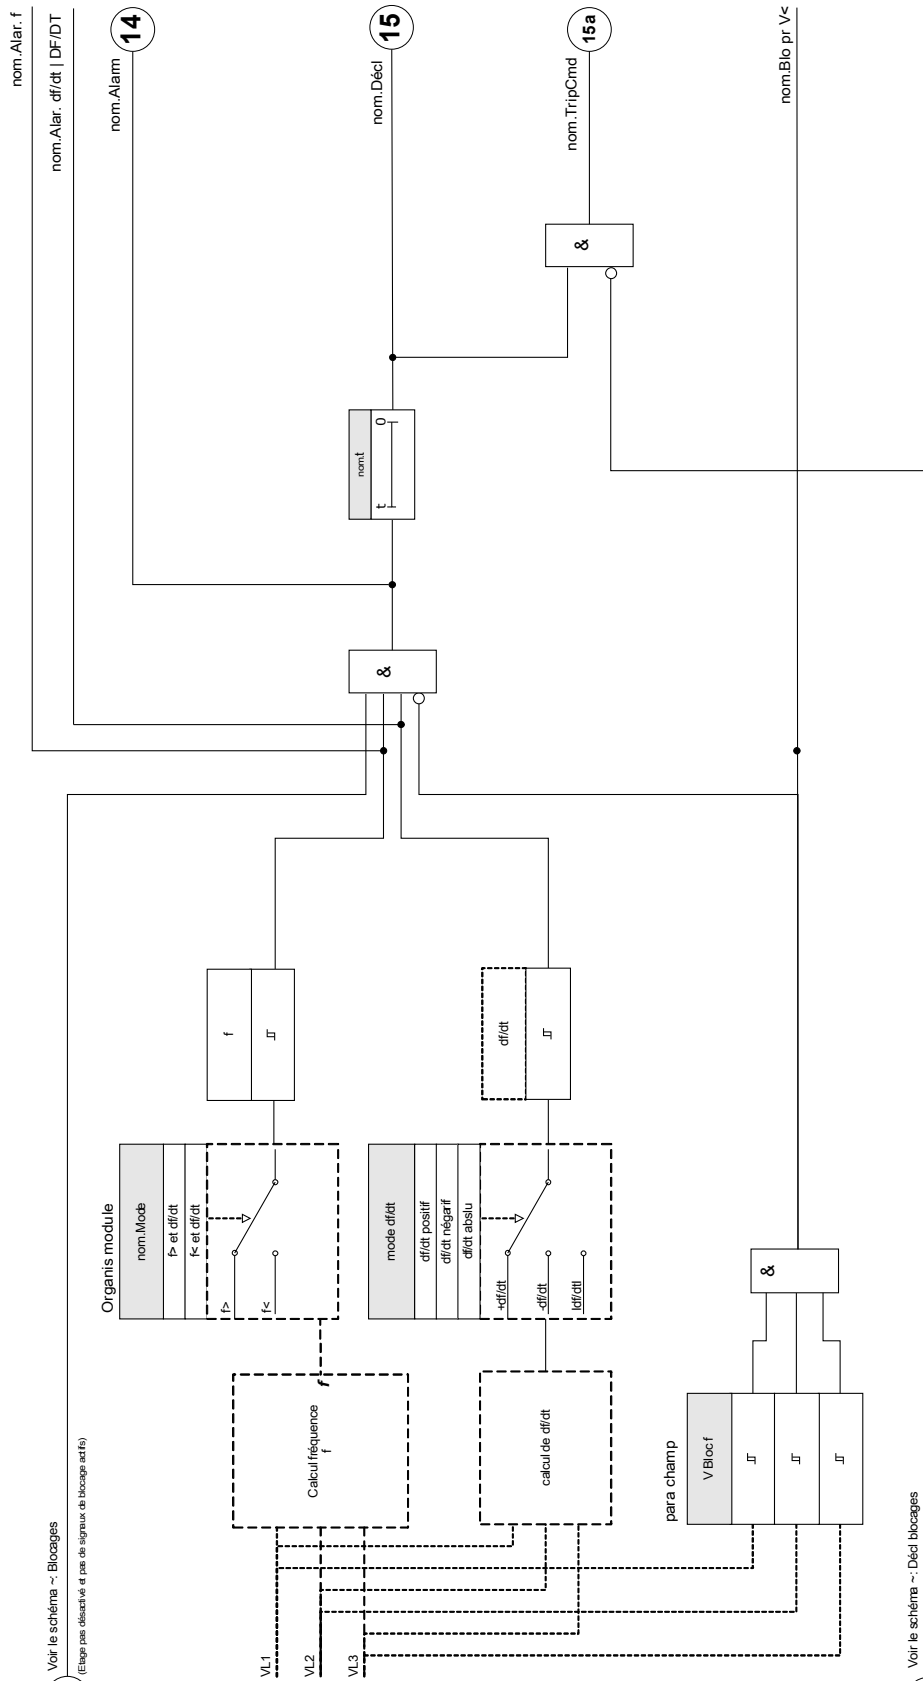 Voir le schéma ~: Blocages
(Etage pas désactivé et pas de signaux de blocage actifs)
nom.Alar. f
nom.Alar. df/dt | DF/DT
nom.Alarm
14
Organis module
nom.Mode
f> et df/dt
f< et df/dt
f>
f<
f
VL1
VL2
VL3
Calcul fréquence
f
f
nom.t
t
0
&
nom.Décl
15
mode df/dt
df/dt positif
df/dt négarif
df/dt abslu
+df/dt
-df/dt
|df/dt|
calcul de df/dt
df/dt
&
nom.TripCmd
15a
para champ
V Bloc f
&
nom.Blo pr V<
Voir le schéma ~: Décl blocages